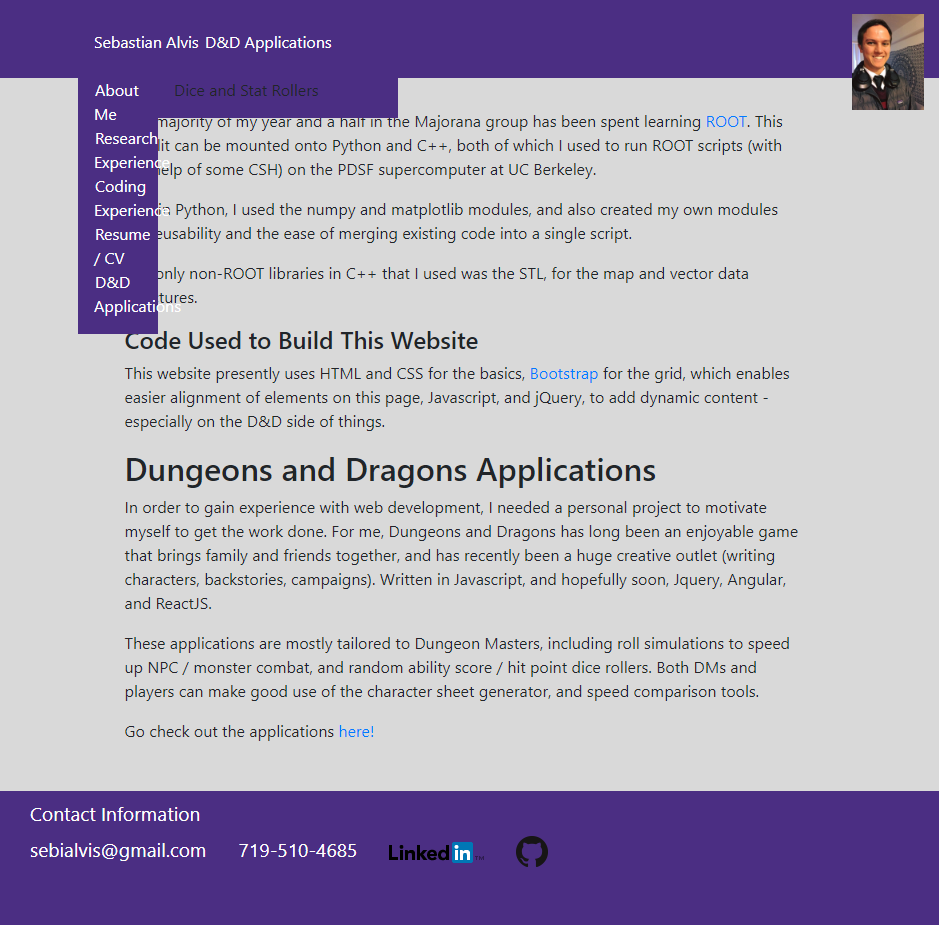 Sebastian Alvis D&D Applications
About
Me
Research
Experience
Coding
Experience
Resume
/ CV
D&D
Applications
Dice and Stat Rollers
majority of my year and a half in the Majorana group has been spent learning ROOT. This
it can be mounted onto Python and C++, both of which I used to run ROOT scripts (with
help of some CSH) on the PDSF supercomputer at UC Berkeley.
in Python, I used the numpy and matplotlib modules, and also created my own modules
eusability and the ease of merging existing code into a single script.
only non-ROOT libraries in C++ that I used was the STL, for the map and vector data
tures.
Code Used to Build This Website
This website presently uses HTML and CSS for the basics, Bootstrap for the grid, which enables
easier alignment of elements on this page, Javascript, and jQuery, to add dynamic content -
especially on the D&D side of things.
Dungeons and Dragons Applications
In order to gain experience with web development, I needed a personal project to motivate
myself to get the work done. For me, Dungeons and Dragons has long been an enjoyable game
that brings family and friends together, and has recently been a huge creative outlet (writing
characters, backstories, campaigns). Written in Javascript, and hopefully soon, Jquery, Angular,
and ReactJS.
These applications are mostly tailored to Dungeon Masters, including roll simulations to speed
up NPC / monster combat, and random ability score / hit point dice rollers. Both DMs and
players can make good use of the character sheet generator, and speed comparison tools.
Go check out the applications here!
Contact Information
sebialvis@gmail.com 719-510-4685 Linked in TM